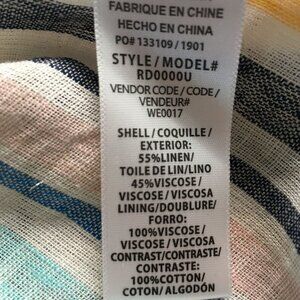 FABRIQUE EN CHINE
HECHO EN CHINA
PO# 133109 / 1901
STYLE / MODEL#
RD0000U
VENDOR CODE / CODE /
VENDEUR#
WE0017
SHELL / COQUILLE /
EXTERIOR:
55%LINEN/
TOILE DE LIN/LINO
45%VISCOSE /
VISCOSE / VISCOSA
LINING/DOUBLURE/
FORRO:
100%VISCOSE /
VISCOSE / VISCOSA
CONTRAST/CONTRASTE/
CONTRASTE:
100%COTTON/
COTON/ALGODÓN